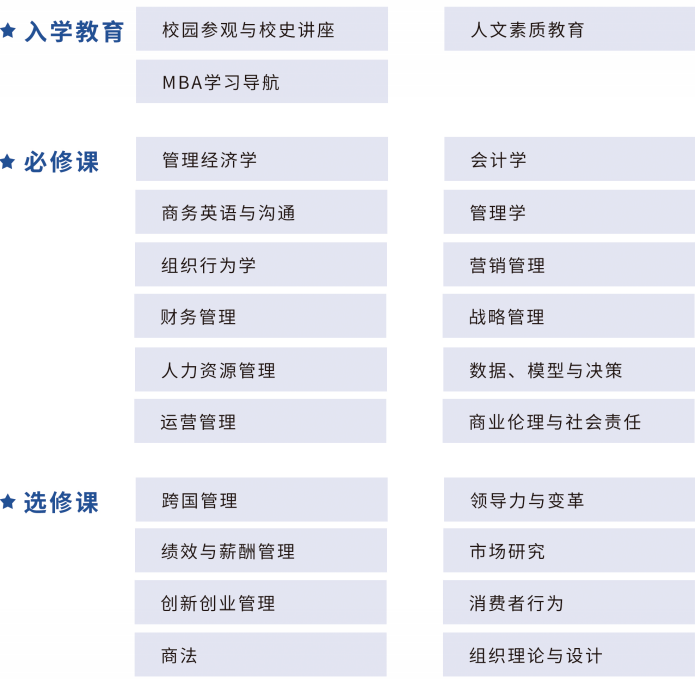 入学教育
校园参观与校史讲座
人文素质教育
MBA学习导航
必修课
管理经济学
会计学
商务英语与沟通
管理学
组织行为学
营销管理
财务管理
战略管理
人力资源管理
数据、模型与决策
运营管理
商业伦理与社会责任
选修课
跨国管理
领导力与变革
绩效与薪酬管理
市场研究
创新创业管理
消费者行为
商法
组织理论与设计